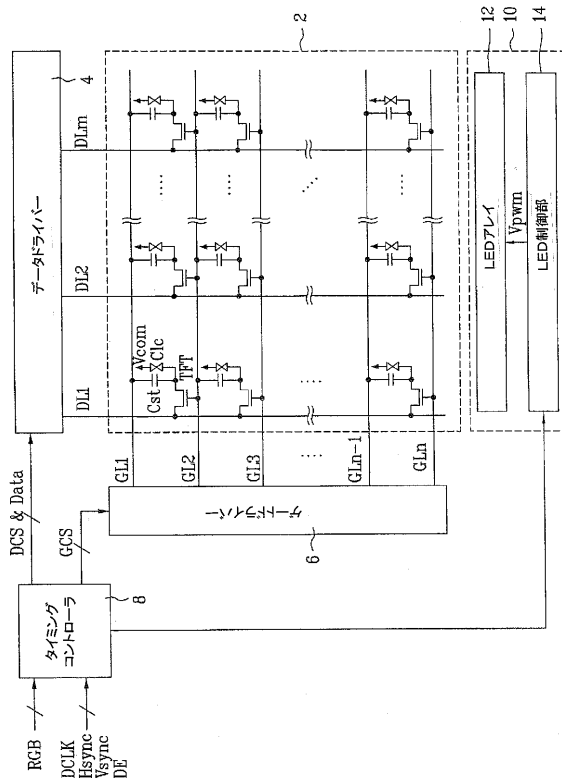 RGB
DCLK
Hsync
Vsync
DE
タイミング
コントローラ
8
DCS & Data
GCS
データドライバー
4
ゲートドライバー
6
DL1
DL2
DLm
2
GL1
GL2
GL3
GLn-1
GLn
Vcom
Clc
Cst
TFT
LEDアレイ
12
Vpwm
10
LED制御部
14